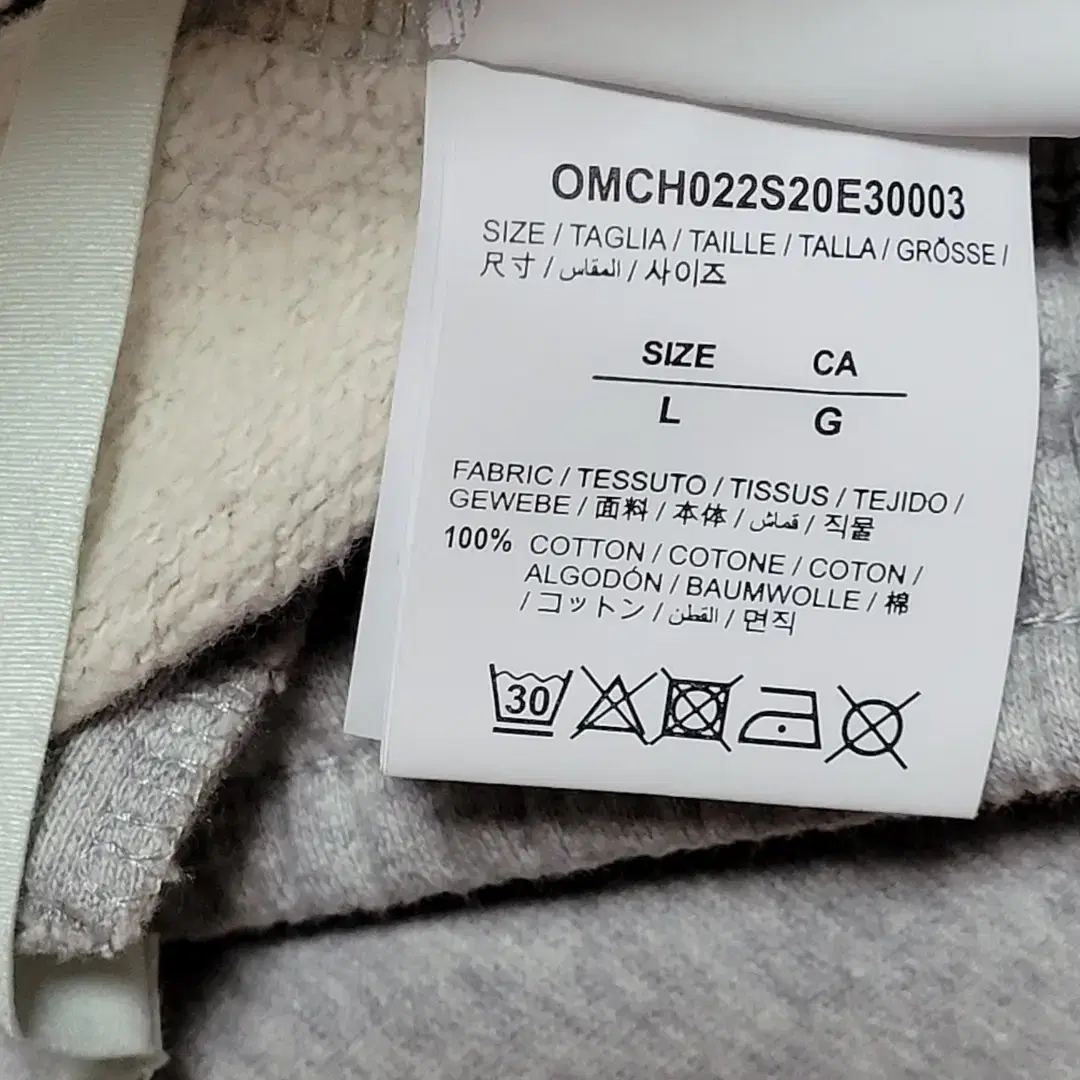 OMCH022S20E30003
SIZE / TAGLIA / TAILLE / TALLA / GRŎSSE /
尺寸 / المقاس / 사이즈
SIZE CA
L G
FABRIC / TESSUTO / TISSUS / TEJIDO /
GEWEBE / 面料 / 本体 / قماش / 직물
100% COTTON / COTONE / COTON /
ALGODÓN / BAUMWOLLE / 棉
/ コットン / القطن / 면직
30